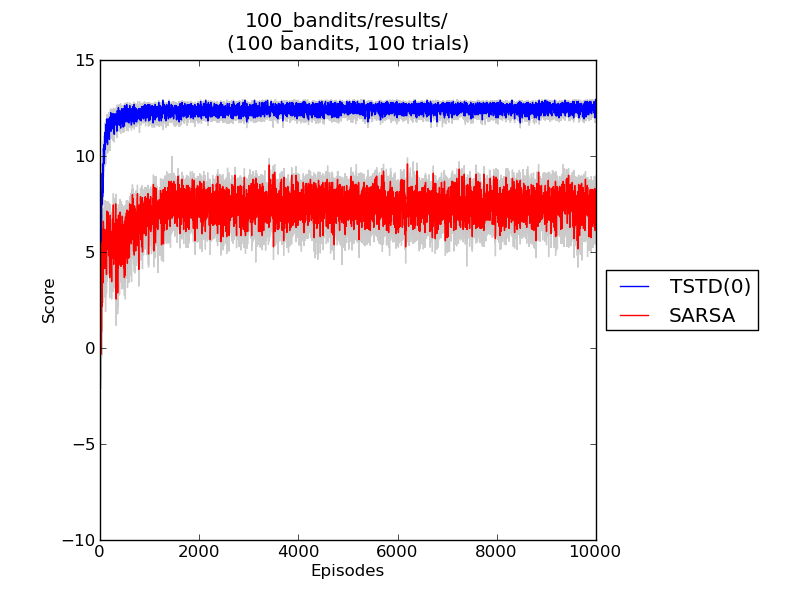 100_bandits/results/
(100 bandits, 100 trials)
15
10
5
0
−5
−10
Score
0 2000 4000 6000 8000 10000
Episodes
TSTD(0)
SARSA